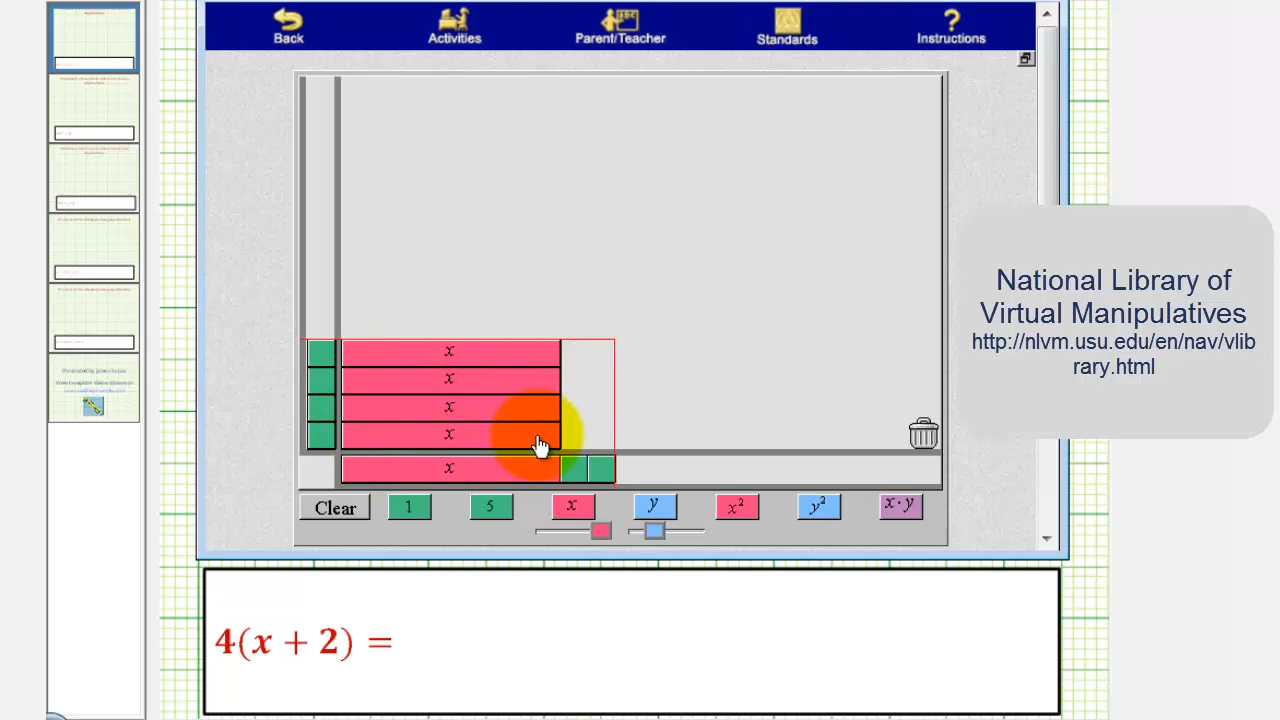 Back
Activities
Parent/Teacher
Standards
Instructions
ABC
National Library of
Virtual Manipulatives
http://nlvm.usu.edu/en/nav/vlib
rary.html
x
x
x
x
x
Clear
1
5
x
y
x²
y²
x · y
4(x + 2) =